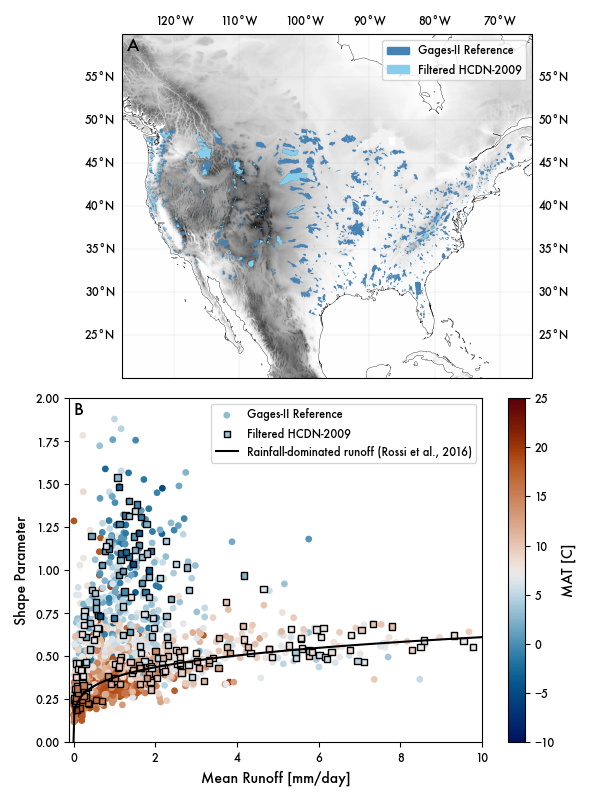 120°W 110°W 100°W 90°W 80°W 70°W
A
Gages-II Reference
Filtered HCDN-2009
55°N
50°N
45°N
40°N
35°N
30°N
25°N
55°N
50°N
45°N
40°N
35°N
30°N
25°N
B
Gages-II Reference
Filtered HCDN-2009
Rainfall-dominated runoff (Rossi et al., 2016)
Shape Parameter
2.00
1.75
1.50
1.25
1.00
0.75
0.50
0.25
0.00
0 2 4 6 8 10
Mean Runoff [mm/day]
25
20
15
10
5
0
−5
−10
MAT [C]